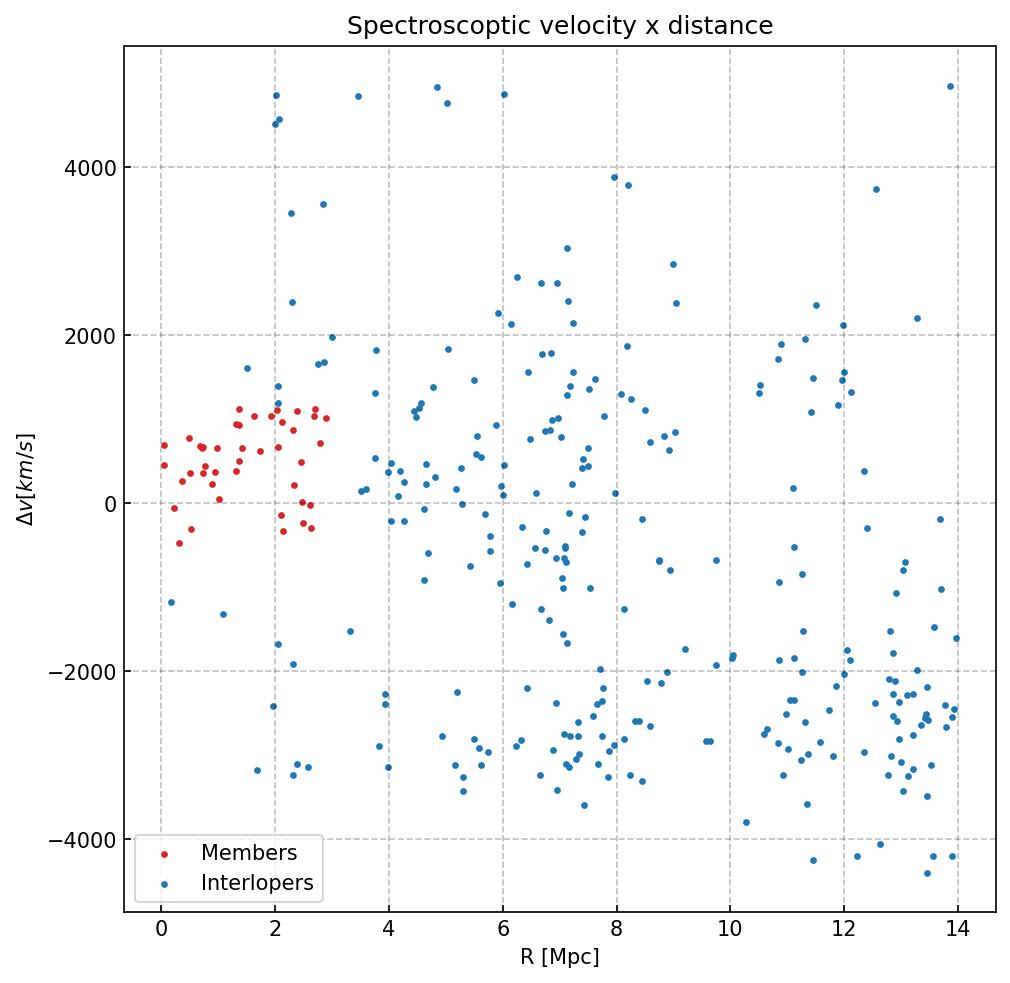 Spectroscoptic velocity x distance
Δv[km/s]
4000
2000
0
−2000
−4000
Members
Interlopers
0 2 4 6 8 10 12 14
R [Mpc]